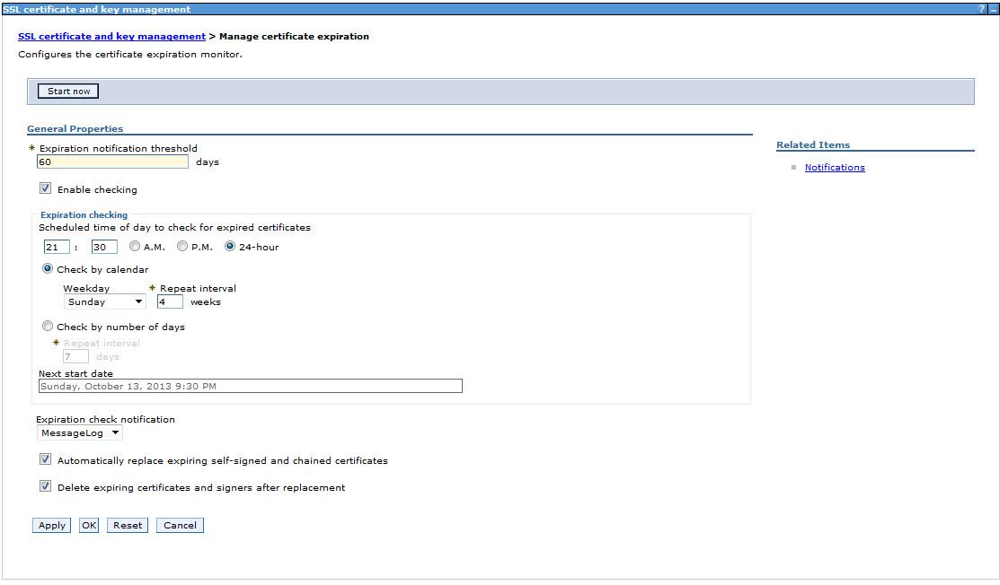 SSL certificate and key management ? _
SSL certificate and key management > Manage certificate expiration
Configures the certificate expiration monitor.
Start now
General Properties
* Expiration notification threshold
60 days
Enable checking
Expiration checking
Scheduled time of day to check for expired certificates
21 : 30 A.M. P.M. 24-hour
Check by calendar
Weekday * Repeat interval
Sunday 4 weeks
Check by number of days
* Repeat interval
7 days
Next start date
Sunday, October 13, 2013 9:30 PM
Expiration check notification
MessageLog
Automatically replace expiring self-signed and chained certificates
Delete expiring certificates and signers after replacement
Apply OK Reset Cancel
Related Items
Notifications